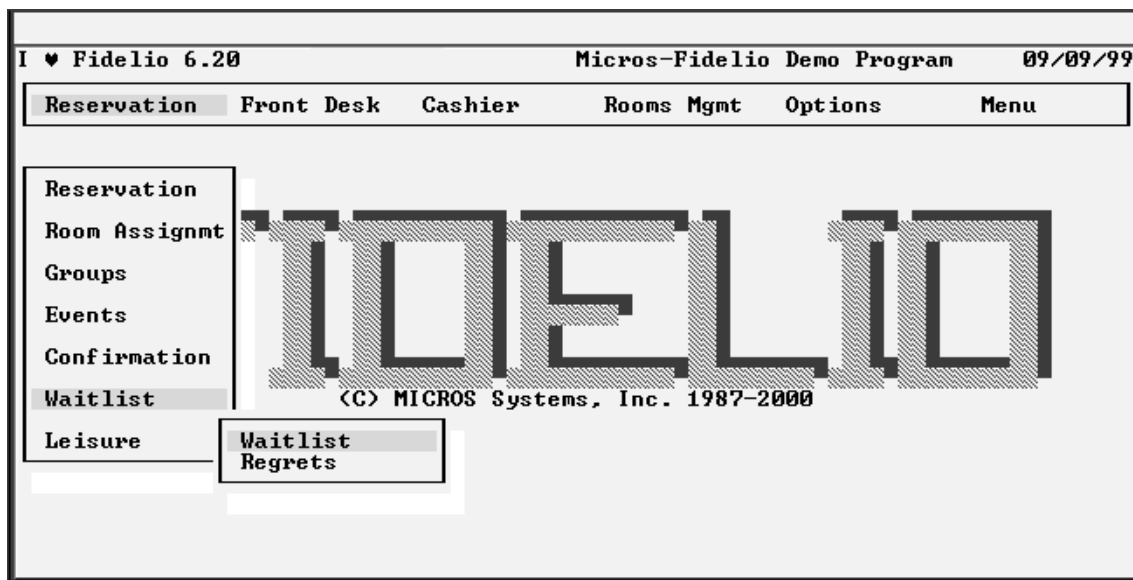 I ♥ Fidelio 6.20 Micros-Fidelio Demo Program 09/09/99
Reservation Front Desk Cashier Rooms Mgmt Options Menu
Reservation
Room Assignmt
Groups
Events
Confirmation
Waitlist
Leisure
Waitlist
Regrets
FIDELIO
(C) MICROS Systems, Inc. 1987-2000